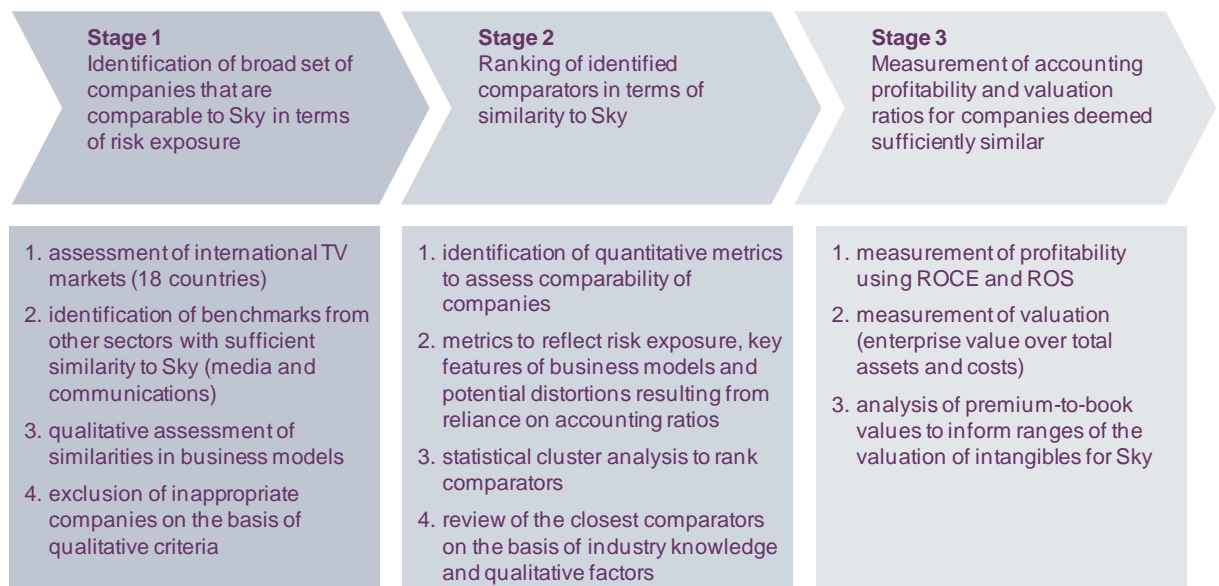 Stage 1
Identification of broad set of
companies that are
comparable to Sky in terms
of risk exposure
Stage 2
Ranking of identified
comparators in terms of
similarity to Sky
Stage 3
Measurement of accounting
profitability and valuation
ratios for companies deemed
sufficiently similar
1. assessment of international TV
markets (18 countries)
2. identification of benchmarks from
other sectors with sufficient
similarity to Sky (media and
communications)
3. qualitative assessment of
similarities in business models
4. exclusion of inappropriate
companies on the basis of
qualitative criteria
1. identification of quantitative metrics
to assess comparability of
companies
2. metrics to reflect risk exposure, key
features of business models and
potential distortions resulting from
reliance on accounting ratios
3. statistical cluster analysis to rank
comparators
4. review of the closest comparators
on the basis of industry knowledge
and qualitative factors
1. measurement of profitability
using ROCE and ROS
2. measurement of valuation
(enterprise value over total
assets and costs)
3. analysis of premium-to-book
values to inform ranges of the
valuation of intangibles for Sky